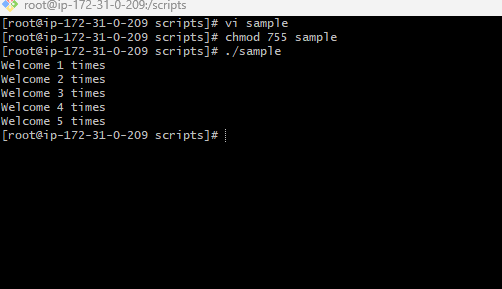 root@ip-172-31-0-209:/scripts
[root@ip-172-31-0-209 scripts]# vi sample
[root@ip-172-31-0-209 scripts]# chmod 755 sample
[root@ip-172-31-0-209 scripts]# ./sample
Welcome 1 times
Welcome 2 times
Welcome 3 times
Welcome 4 times
Welcome 5 times
[root@ip-172-31-0-209 scripts]#